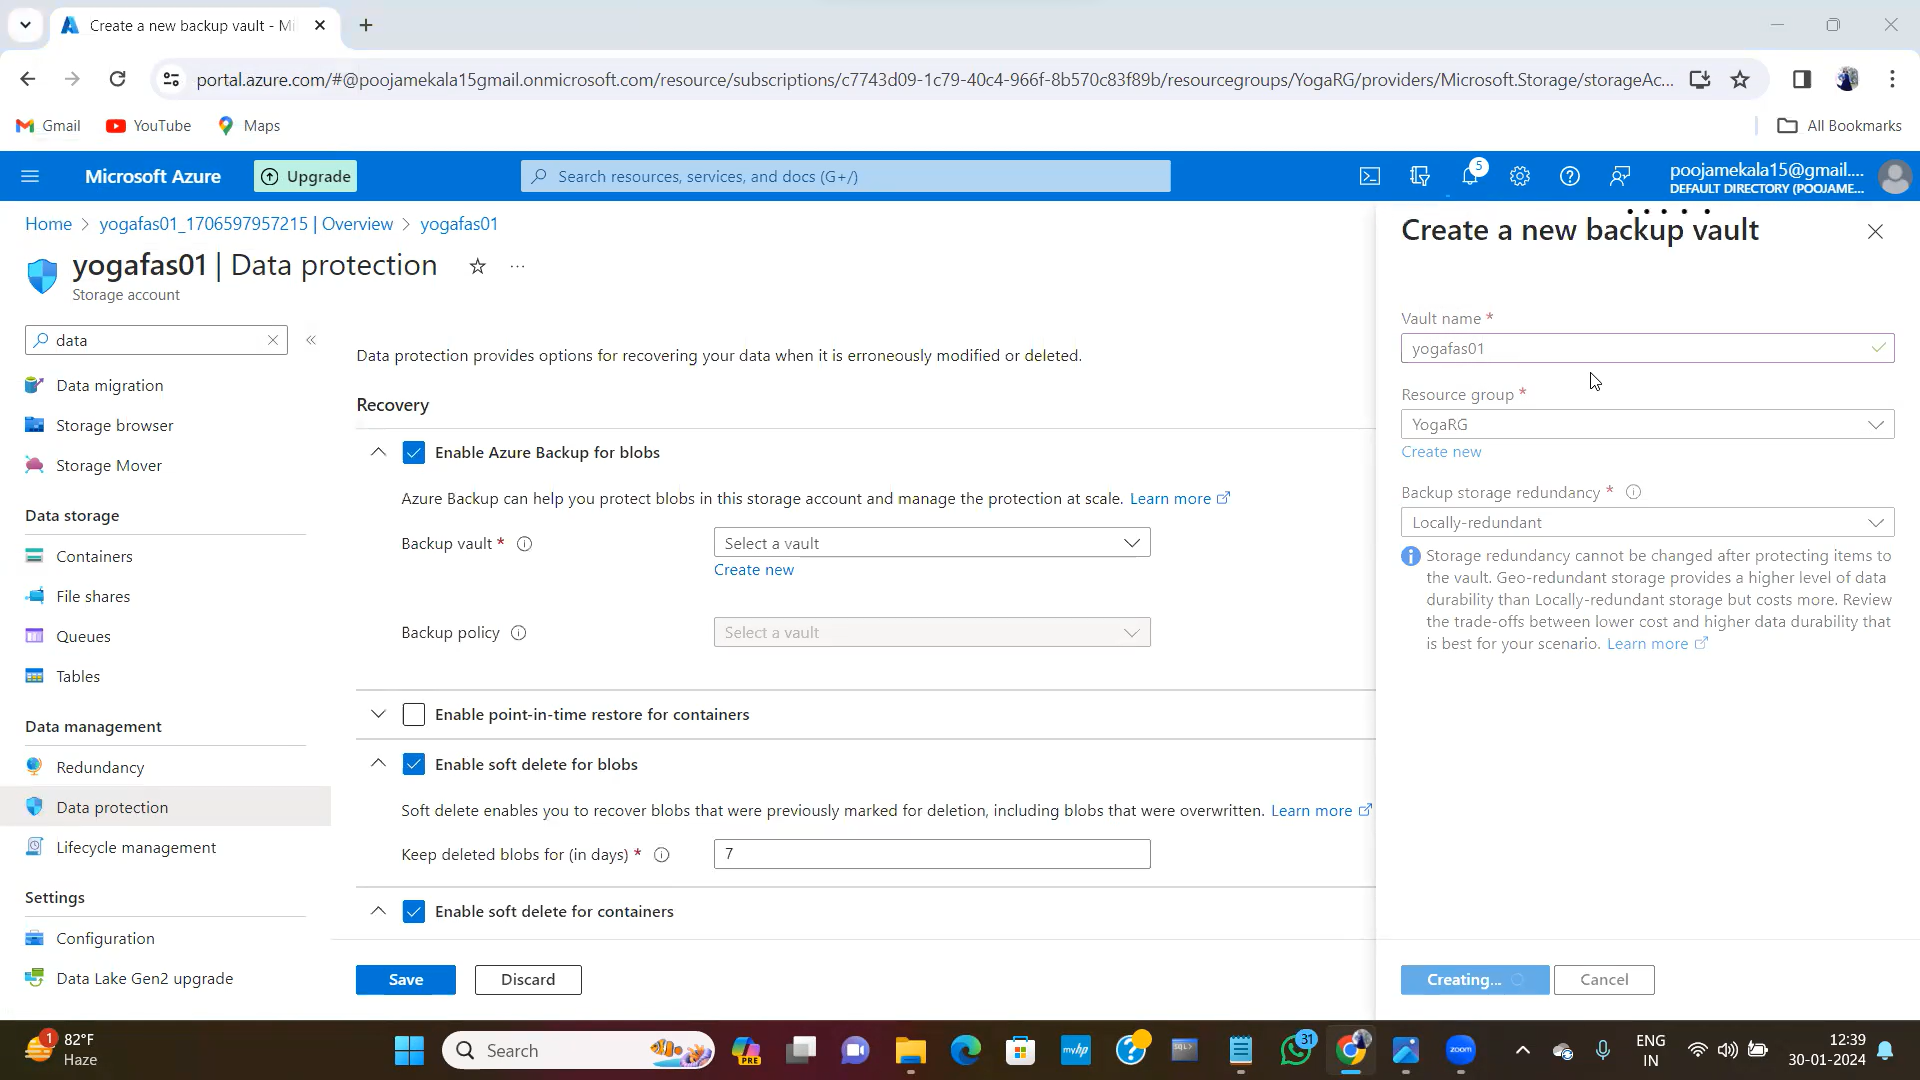 Create a new backup vault - Mi
portal.azure.com/#@poojamekala15gmail.onmicrosoft.com/resource/subscriptions/c7743d09-1c79-40c4-966f-8b570c83f89b/resourcegroups/YogaRG/providers/Microsoft.Storage/storageAc...
Gmail YouTube Maps All Bookmarks
Microsoft Azure Upgrade Search resources, services, and docs (G+/) 5 poojamekala15@gmail....
DEFAULT DIRECTORY (POOJAME...
Home > yogafas01_1706597957215 | Overview > yogafas01
yogafas01 | Data protection
Storage account
data
Data migration
Storage browser
Storage Mover
Data storage
Containers
File shares
Queues
Tables
Data management
Redundancy
Data protection
Lifecycle management
Settings
Configuration
Data Lake Gen2 upgrade
Data protection provides options for recovering your data when it is erroneously modified or deleted.
Recovery
Enable Azure Backup for blobs
Azure Backup can help you protect blobs in this storage account and manage the protection at scale. Learn more
Backup vault * Select a vault
Create new
Backup policy Select a vault
Enable point-in-time restore for containers
Enable soft delete for blobs
Soft delete enables you to recover blobs that were previously marked for deletion, including blobs that were overwritten. Learn more
Keep deleted blobs for (in days) * 7
Enable soft delete for containers
Save Discard
Create a new backup vault
Vault name *
yogafas01
Resource group *
YogaRG
Create new
Backup storage redundancy *
Locally-redundant
Storage redundancy cannot be changed after protecting items to
the vault. Geo-redundant storage provides a higher level of data
durability than Locally-redundant storage but costs more. Review
the trade-offs between lower cost and higher data durability that
is best for your scenario. Learn more
Creating... Cancel
1 82°F
Haze
Search PRE myhp SQL 31 zoom
ENG
IN
12:39
30-01-2024